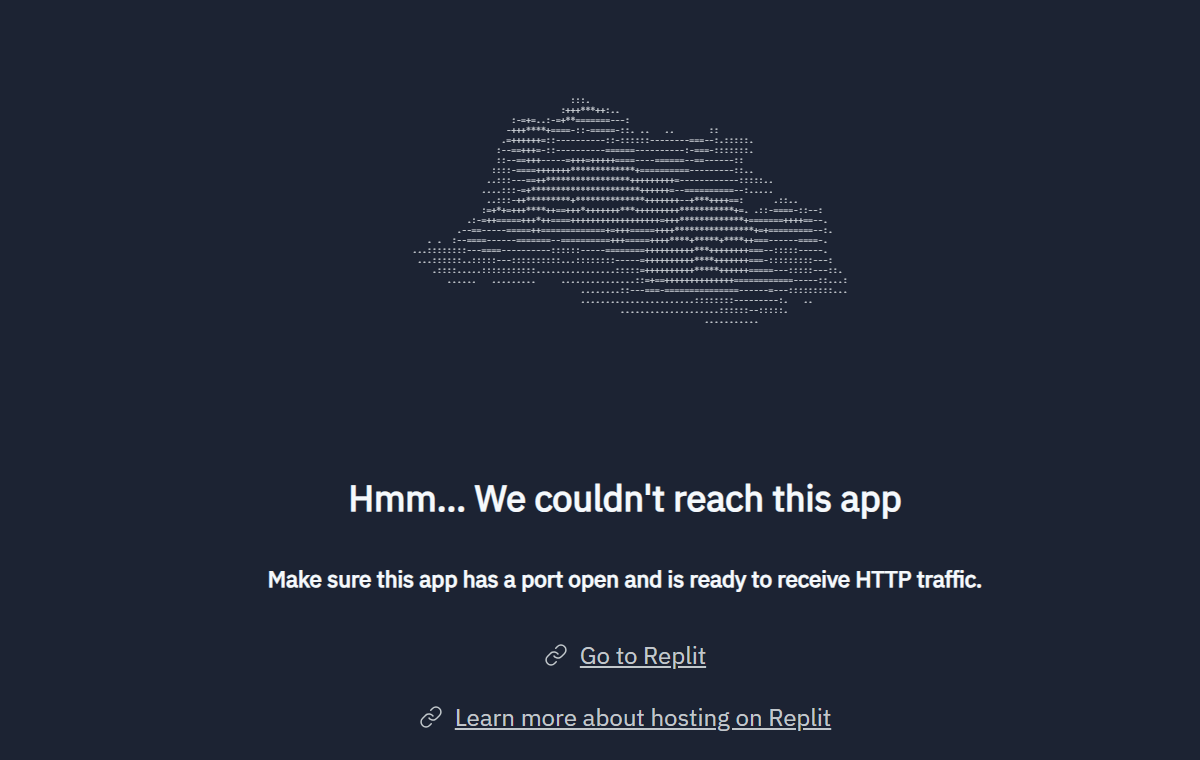 Hmm... We couldn't reach this app
Make sure this app has a port open and is ready to receive HTTP traffic.
Go to Replit
Learn more about hosting on Replit